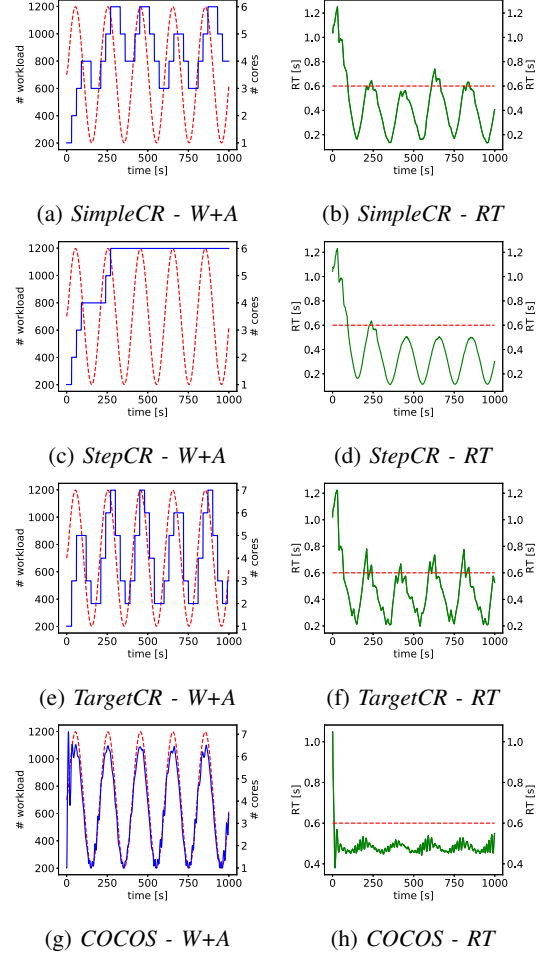 1200
1000
800
600
400
200
# workload
6
5
4
3
2
1
# cores
0 250 500 750 1000
time [s]
(a) SimpleCR - W+A
1.2
1.0
0.8
0.6
0.4
0.2
RT [s]
1.2
1.0
0.8
0.6
0.4
0.2
RT [s]
0 250 500 750 1000
time [s]
(b) SimpleCR - RT
1200
1000
800
600
400
200
# workload
6
5
4
3
2
1
# cores
0 250 500 750 1000
time [s]
(c) StepCR - W+A
1.2
1.0
0.8
0.6
0.4
0.2
RT [s]
1.2
1.0
0.8
0.6
0.4
0.2
RT [s]
0 250 500 750 1000
time [s]
(d) StepCR - RT
1200
1000
800
600
400
200
# workload
7
6
5
4
3
2
1
# cores
0 250 500 750 1000
time [s]
(e) TargetCR - W+A
1.2
1.0
0.8
0.6
0.4
0.2
RT [s]
1.2
1.0
0.8
0.6
0.4
0.2
RT [s]
0 250 500 750 1000
time [s]
(f) TargetCR - RT
1200
1000
800
600
400
200
# workload
7
6
5
4
3
2
1
# cores
0 250 500 750 1000
time [s]
(g) COCOS - W+A
1.0
0.8
0.6
0.4
RT [s]
1.0
0.8
0.6
0.4
RT [s]
0 250 500 750 1000
time [s]
(h) COCOS - RT